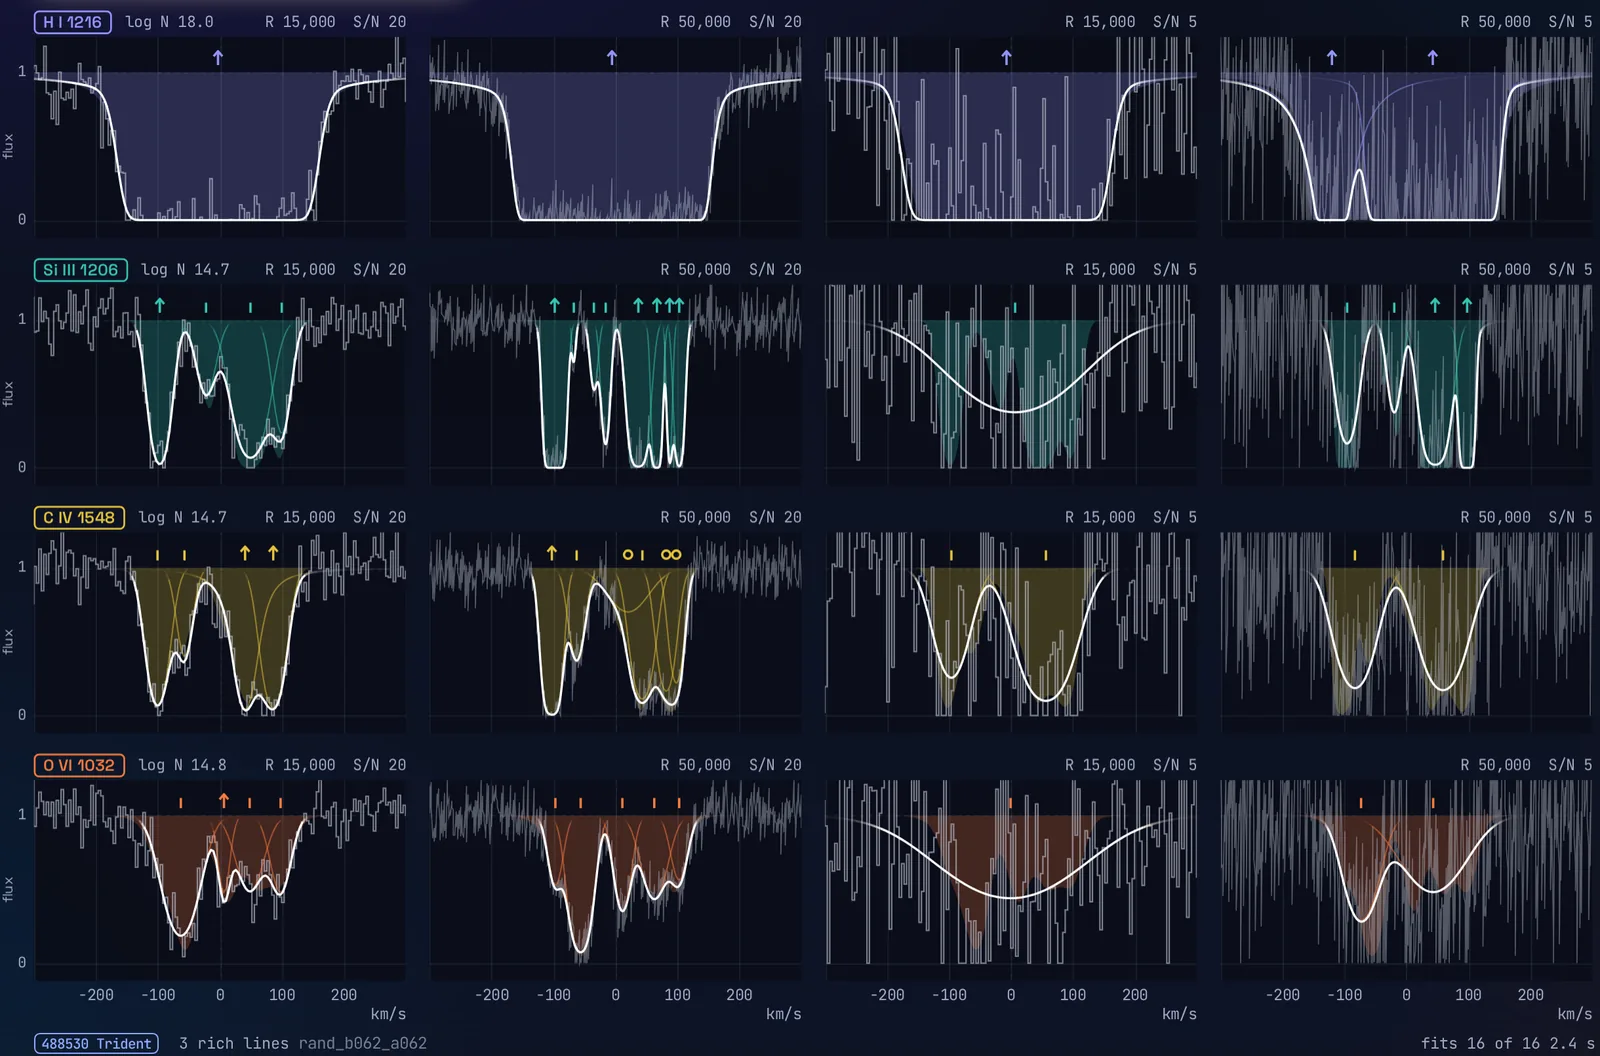 H I 1216 log N 18.0 R 15,000 S/N 20 R 50,000 S/N 20 R 15,000 S/N 5 R 50,000 S/N 5
1
flux
0
Si III 1206 log N 14.7 R 15,000 S/N 20 R 50,000 S/N 20 R 15,000 S/N 5 R 50,000 S/N 5
1
flux
0
C IV 1548 log N 14.7 R 15,000 S/N 20 R 50,000 S/N 20 R 15,000 S/N 5 R 50,000 S/N 5
1
flux
0
O VI 1032 log N 14.8 R 15,000 S/N 20 R 50,000 S/N 20 R 15,000 S/N 5 R 50,000 S/N 5
1
flux
0
-200 -100 0 100 200 -200 -100 0 100 200 -200 -100 0 100 200 -200 -100 0 100 200
km/s km/s km/s km/s
488530 Trident 3 rich lines rand_b062_a062 fits 16 of 16 2.4 s